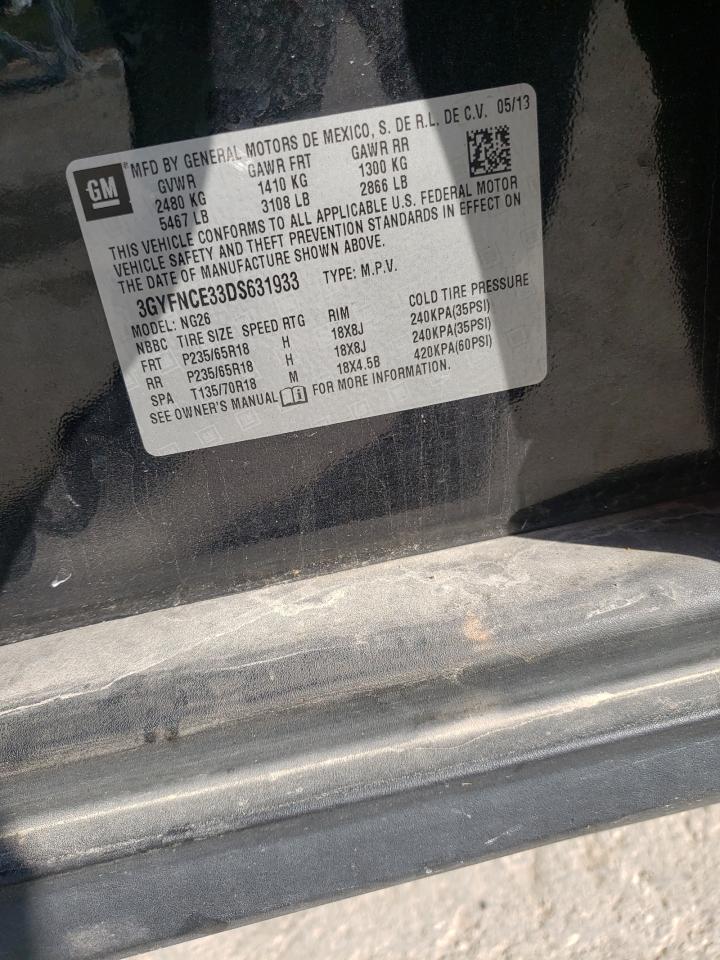 GM
® MFD BY GENERAL MOTORS DE MEXICO, S. DE R.L. DE C.V. 05/13
GVWR GAWR FRT GAWR RR
2480 KG 1410 KG 1300 KG
5467 LB 3108 LB 2866 LB
THIS VEHICLE CONFORMS TO ALL APPLICABLE U.S. FEDERAL MOTOR
VEHICLE SAFETY AND THEFT PREVENTION STANDARDS IN EFFECT ON
THE DATE OF MANUFACTURE SHOWN ABOVE.
3GYFNCE33DS631933 TYPE: M.P.V.
MODEL: NG26
NBBC TIRE SIZE SPEED RTG RIM COLD TIRE PRESSURE
FRT P235/65R18 H 18X8J 240KPA(35PSI)
RR P235/65R18 H 18X8J 240KPA(35PSI)
SPA T135/70R18 M 18X4.5B 420KPA(60PSI)
SEE OWNER'S MANUAL FOR MORE INFORMATION.